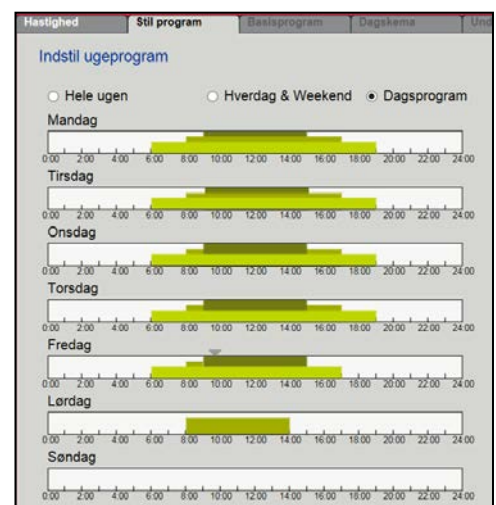 Hastighed Stil program Basisprogram Dagskema Und
Indstil ugeprogram
Hele ugen Hverdag & Weekend Dagsprogram
Mandag
0:00 2:00 4:00 6:00 8:00 10:00 12:00 14:00 16:00 18:00 20:00 22:00 24:00
Tirsdag
0:00 2:00 4:00 6:00 8:00 10:00 12:00 14:00 16:00 18:00 20:00 22:00 24:00
Onsdag
0:00 2:00 4:00 6:00 8:00 10:00 12:00 14:00 16:00 18:00 20:00 22:00 24:00
Torsdag
0:00 2:00 4:00 6:00 8:00 10:00 12:00 14:00 16:00 18:00 20:00 22:00 24:00
Fredag
0:00 2:00 4:00 6:00 8:00 10:00 12:00 14:00 16:00 18:00 20:00 22:00 24:00
Lørdag
0:00 2:00 4:00 6:00 8:00 10:00 12:00 14:00 16:00 18:00 20:00 22:00 24:00
Søndag
0:00 2:00 4:00 6:00 8:00 10:00 12:00 14:00 16:00 18:00 20:00 22:00 24:00